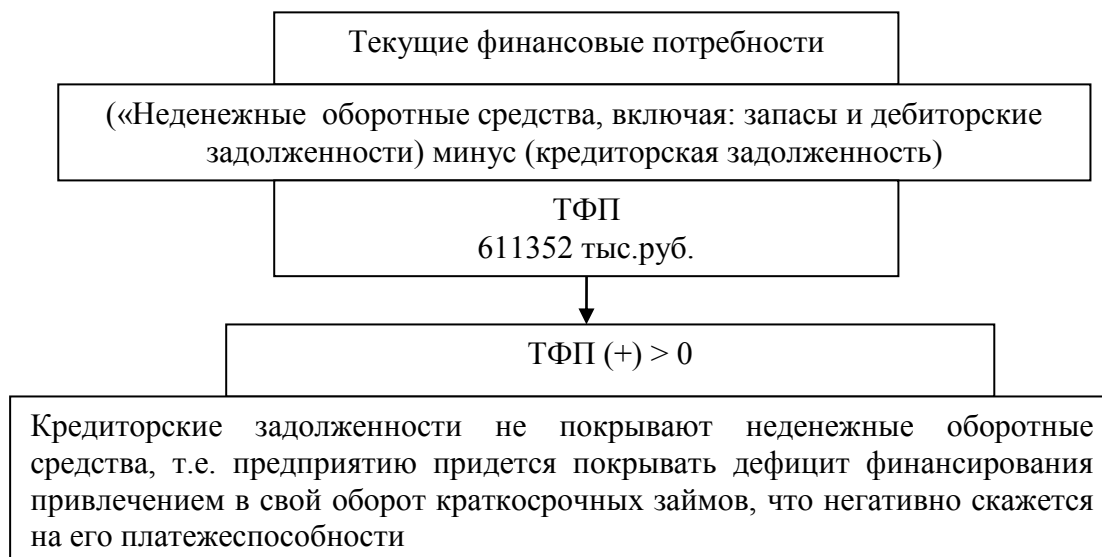 Текущие финансовые потребности
(«Неденежные оборотные средства, включая: запасы и дебиторские
задолженности) минус (кредиторская задолженность)
ТФП
611352 тыс.руб.
ТФП (+) > 0
Кредиторские задолженности не покрывают неденежные оборотные
средства, т.е. предприятию придется покрывать дефицит финансирования
привлечением в свой оборот краткосрочных займов, что негативно скажется
на его платежеспособности